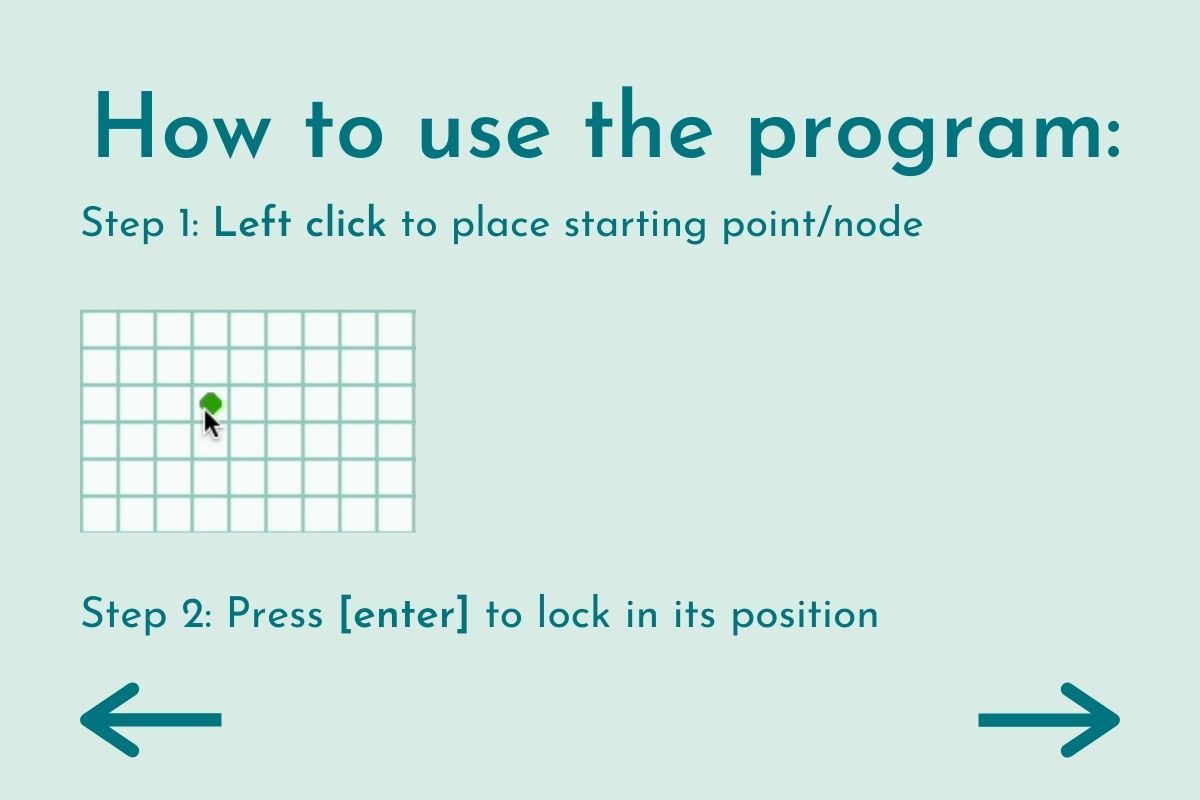 How to use the program:
Step 1: Left click to place starting point/node
Step 2: Press [enter] to lock in its position